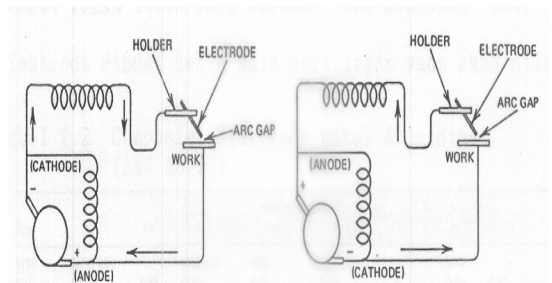 HOLDER
ELECTRODE
ARC GAP
WORK
(CATHODE)
-
+
(ANODE)
HOLDER
ELECTRODE
ARC GAP
WORK
(ANODE)
+
-
(CATHODE)